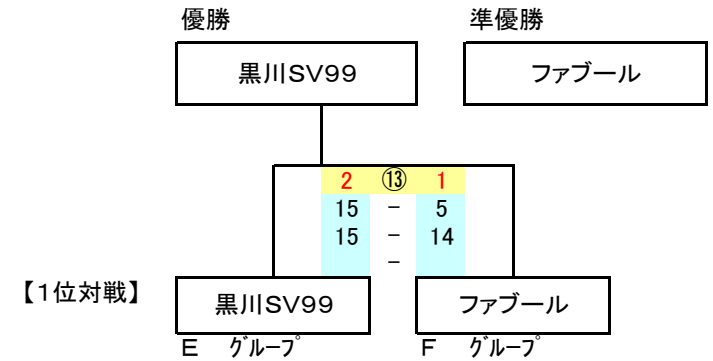 優勝 準優勝
黒川SV99 ファブール
2 ⑬ 1
15 - 5
15 - 14
-
【1位対戦】 黒川SV99 ファブール
E ｸﾞﾙｰﾌﾟ F ｸﾞﾙｰﾌﾟ